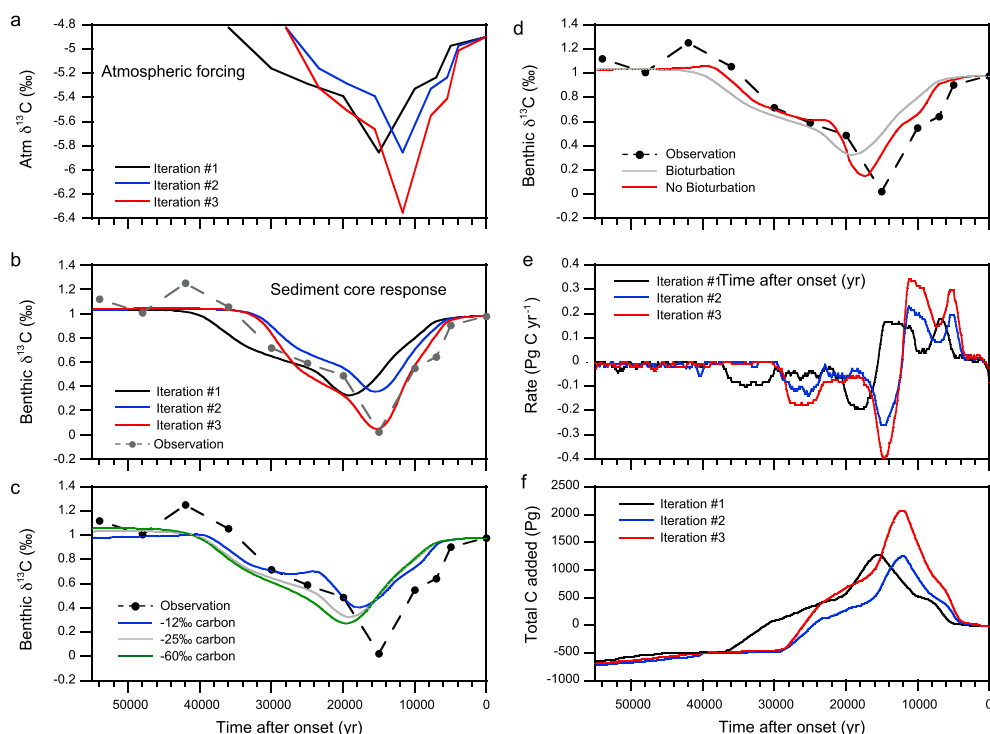 a
-4.8
-5
-5.2
-5.4
-5.6
-5.8
-6
-6.2
-6.4
Atm δ13C (‰)
Atmospheric forcing
Iteration #1
Iteration #2
Iteration #3
b
1.4
1.2
1
0.8
0.6
0.4
0.2
0
-0.2
Benthic δ13C (‰)
Sediment core response
Iteration #1
Iteration #2
Iteration #3
Observation
c
1.4
1.2
1
0.8
0.6
0.4
0.2
0
-0.2
Benthic δ13C (‰)
Observation
-12‰ carbon
-25‰ carbon
-60‰ carbon
50000 40000 30000 20000 10000 0
Time after onset (yr)
d
1.4
1.2
1
0.8
0.6
0.4
0.2
0
-0.2
Benthic δ13C (‰)
Observation
Bioturbation
No Bioturbation
e
0.4
0.3
0.2
0.1
0
-0.1
-0.2
-0.3
-0.4
Rate (Pg C yr-1)
Time after onset (yr)
Iteration #1
Iteration #2
Iteration #3
f
2500
2000
1500
1000
500
0
-500
-1000
Total C added (Pg)
Iteration #1
Iteration #2
Iteration #3
50000 40000 30000 20000 10000 0
Time after onset (yr)